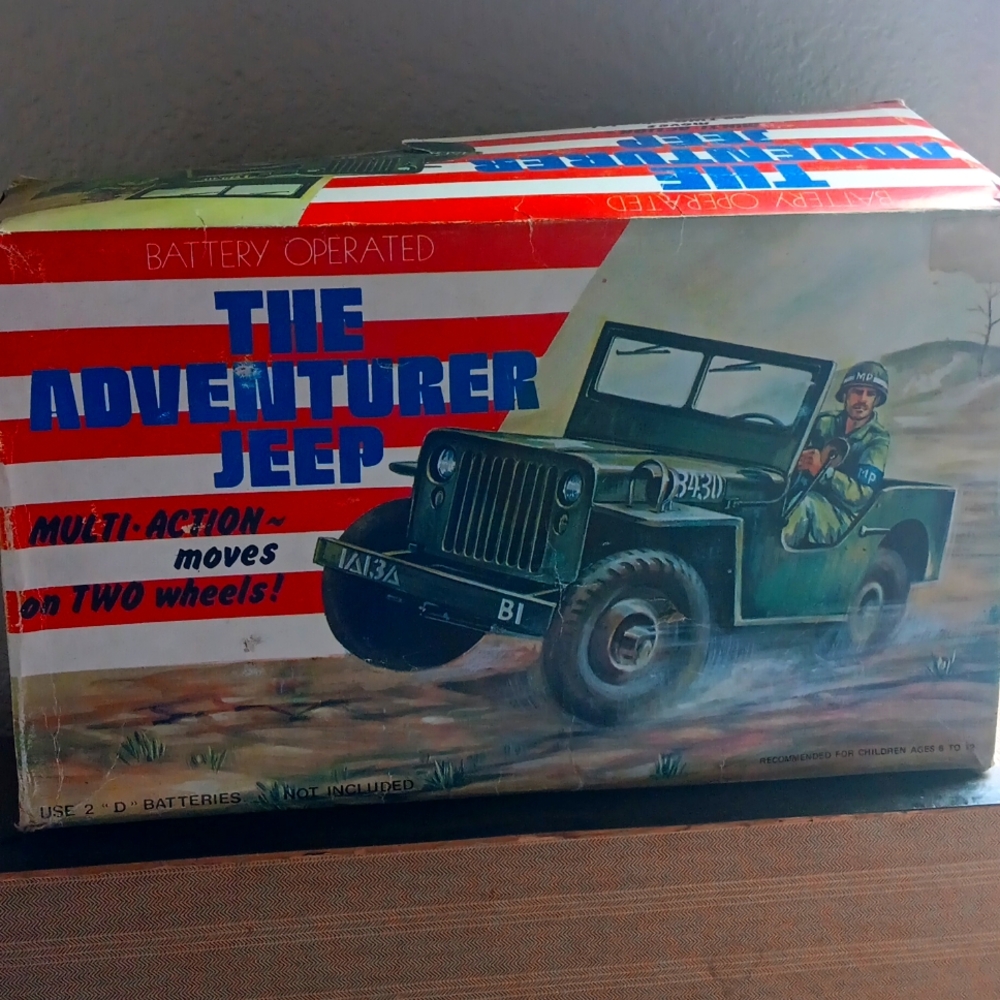 THE
ADVENTURER
JEEP
BATTERY OPERATED
BATTERY OPERATED
THE
ADVENTURER
JEEP
MULTI·ACTION~
moves
on TWO wheels!
MP
MP
B430
1A13A
B1
RECOMMENDED FOR CHILDREN AGES 6 TO
USE 2 "D" BATTERIES NOT INCLUDED